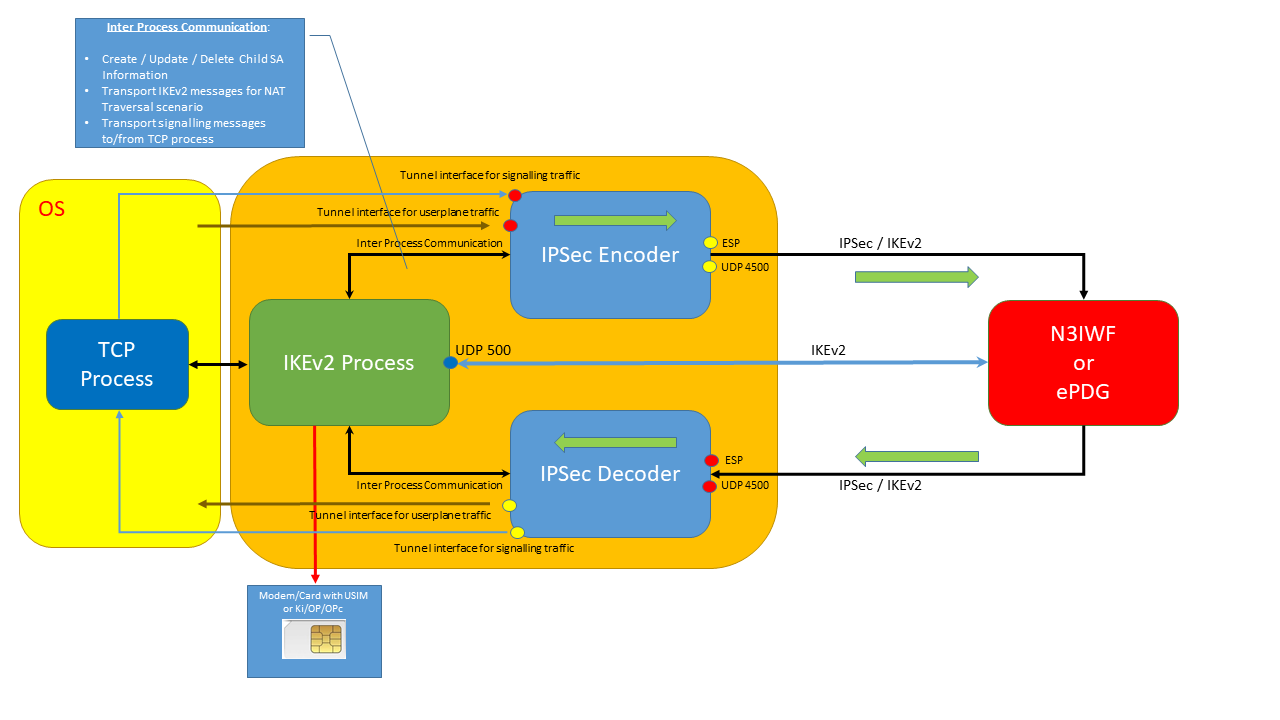 Inter Process Communication:
• Create / Update / Delete Child SA
Information
• Transport IKEv2 messages for NAT
Traversal scenario
• Transport signalling messages
to/from TCP process
OS
Tunnel interface for signalling traffic
Tunnel interface for userplane traffic
Inter Process Communication
IPSec Encoder
ESP
UDP 4500
IPSec / IKEv2
TCP
Process
IKEv2 Process
UDP 500
IKEv2
N3IWF
or
ePDG
IPSec Decoder
ESP
UDP 4500
IPSec / IKEv2
Inter Process Communication
Tunnel interface for userplane traffic
Tunnel interface for signalling traffic
Modem/Card with USIM
or Ki/OP/OPc